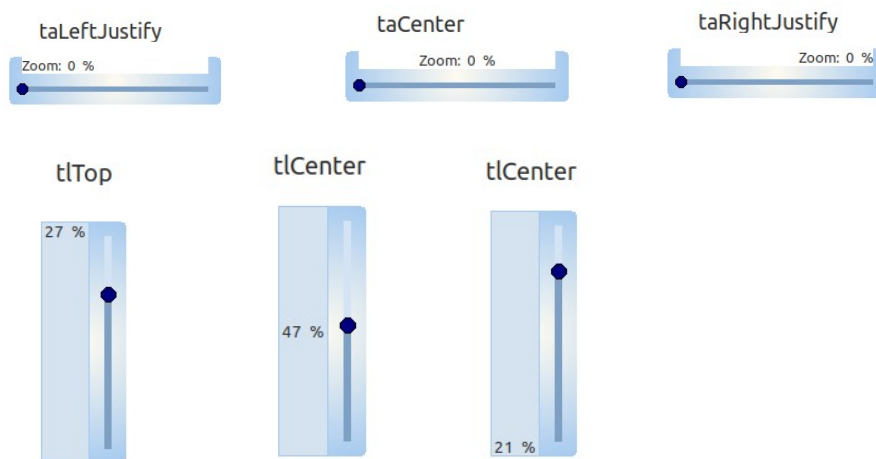 taLeftJustify
taCenter
taRightJustify
Zoom: 0 %
Zoom: 0 %
Zoom: 0 %
tlTop
tlCenter
tlCenter
27 %
47 %
21 %